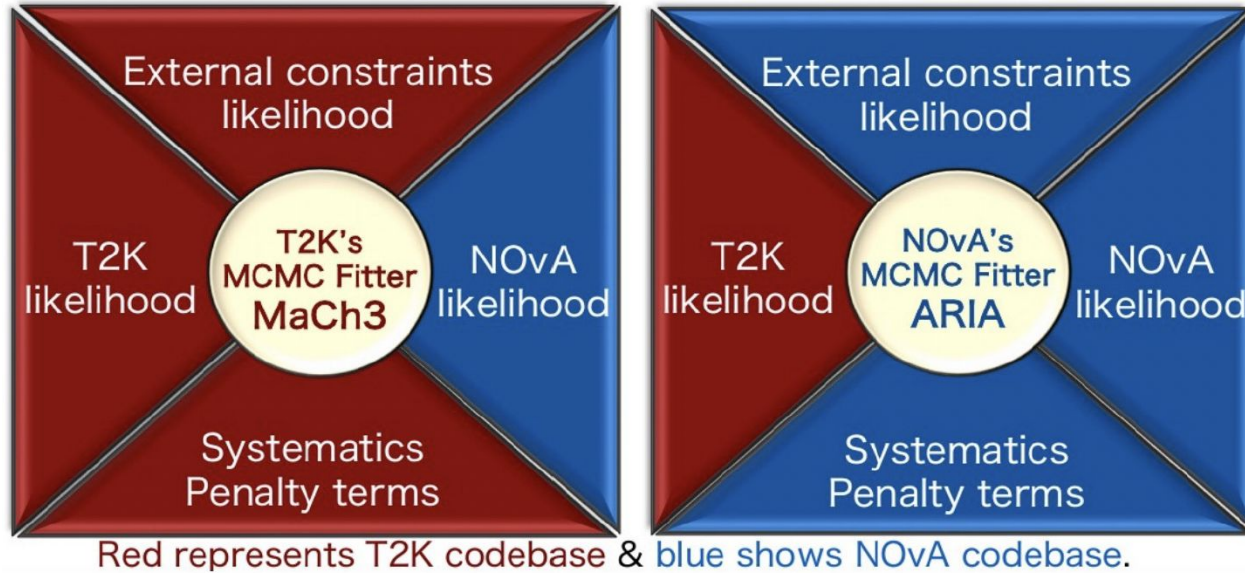 External constraints
likelihood
T2K
likelihood
T2K's
MCMC Fitter
MaCh3
NOvA
likelihood
Systematics
Penalty terms
External constraints
likelihood
T2K
likelihood
NOvA's
MCMC Fitter
ARIA
NOvA
likelihood
Systematics
Penalty terms
Red represents T2K codebase & blue shows NOvA codebase.